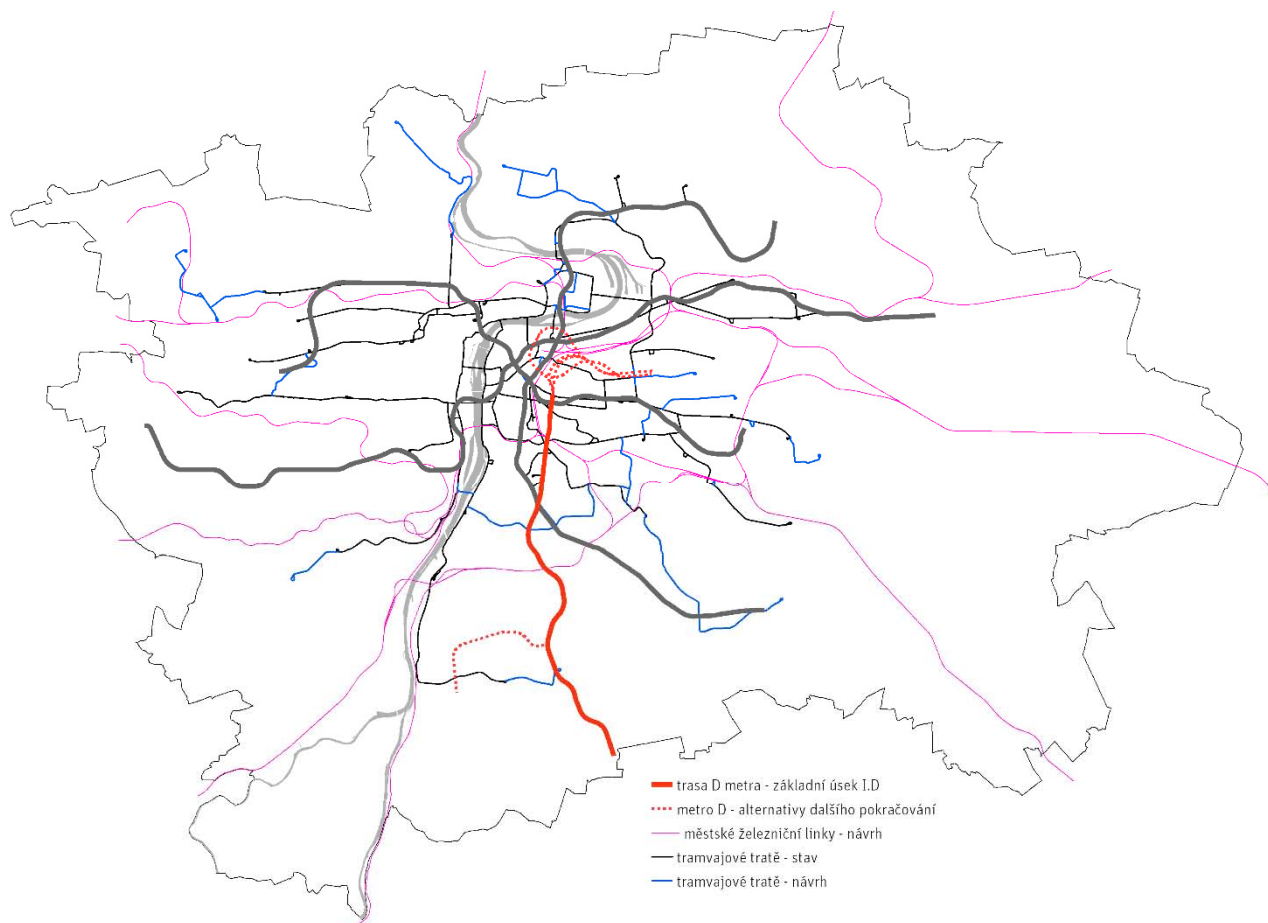 trasa D metra - základní úsek I.D
metro D - alternativy dalšího pokračování
městské železniční linky - návrh
tramvajové tratě - stav
tramvajové tratě - návrh